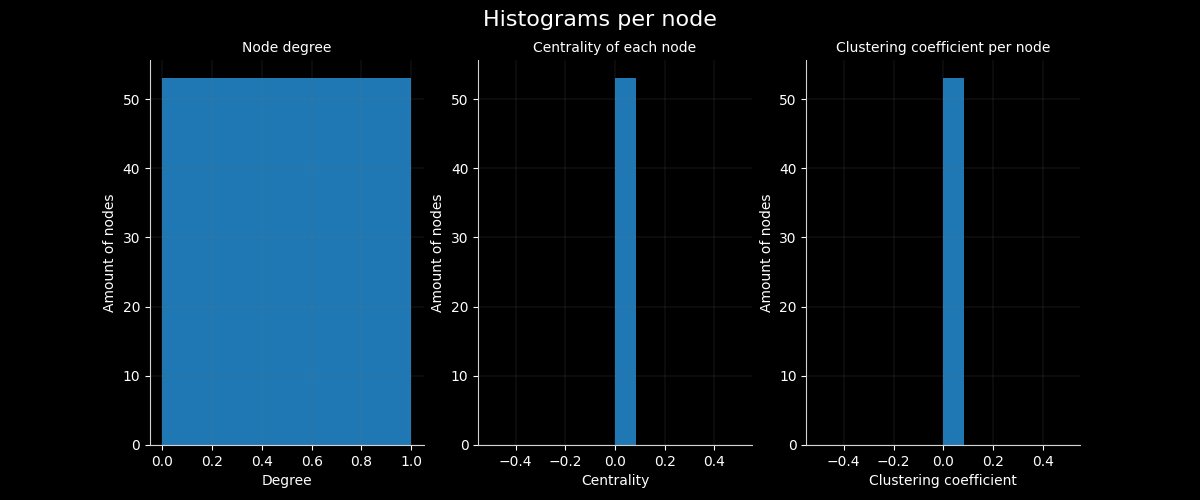 Histograms per node
Node degree
Centrality of each node
Clustering coefficient per node
Amount of nodes
50
40
30
20
10
0
0.0 0.2 0.4 0.6 0.8 1.0
Degree
Amount of nodes
50
40
30
20
10
0
−0.4 −0.2 0.0 0.2 0.4
Centrality
Amount of nodes
50
40
30
20
10
0
−0.4 −0.2 0.0 0.2 0.4
Clustering coefficient